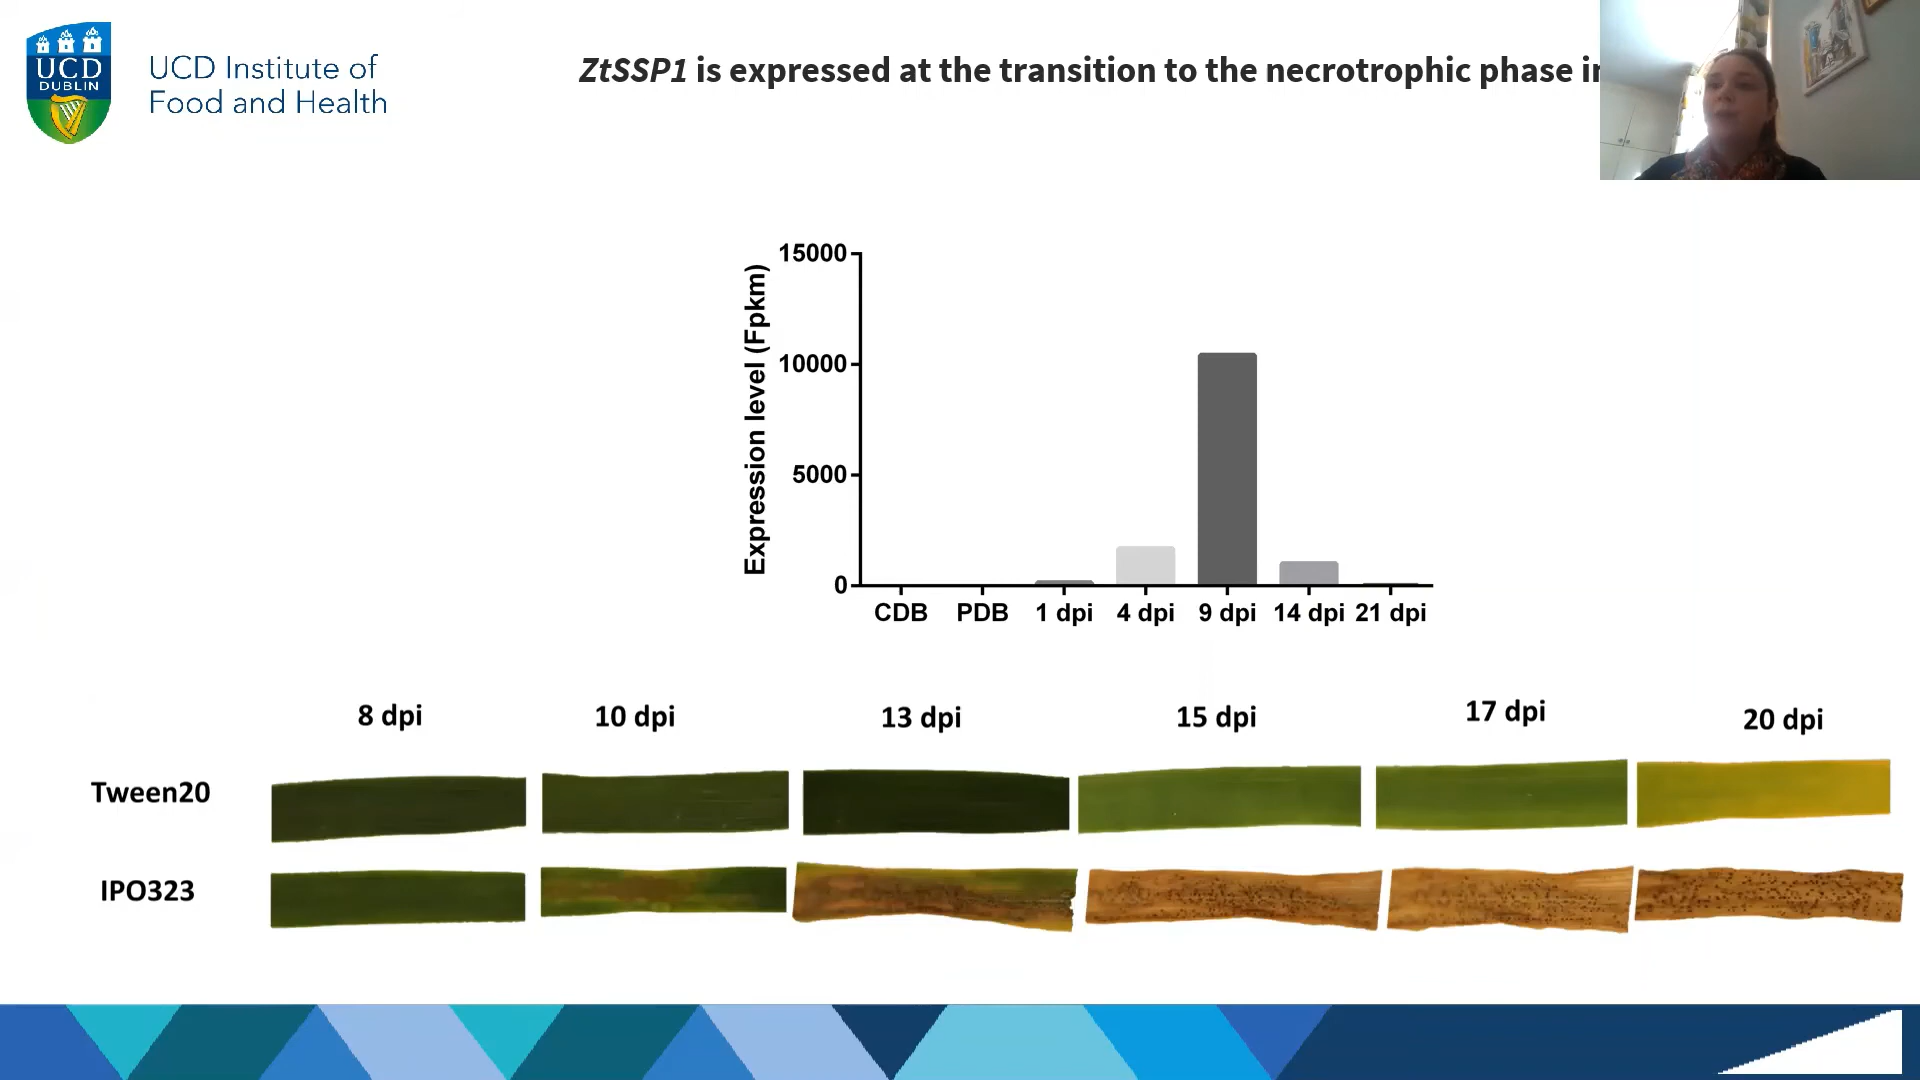 UCD
DUBLIN
UCD Institute of
Food and Health
ZtSSP1 is expressed at the transition to the necrotrophic phase
Expression level (Fpkm)
15000
10000
5000
0
CDB PDB 1 dpi 4 dpi 9 dpi 14 dpi 21 dpi
8 dpi 10 dpi 13 dpi 15 dpi 17 dpi 20 dpi
Tween20
IPO323